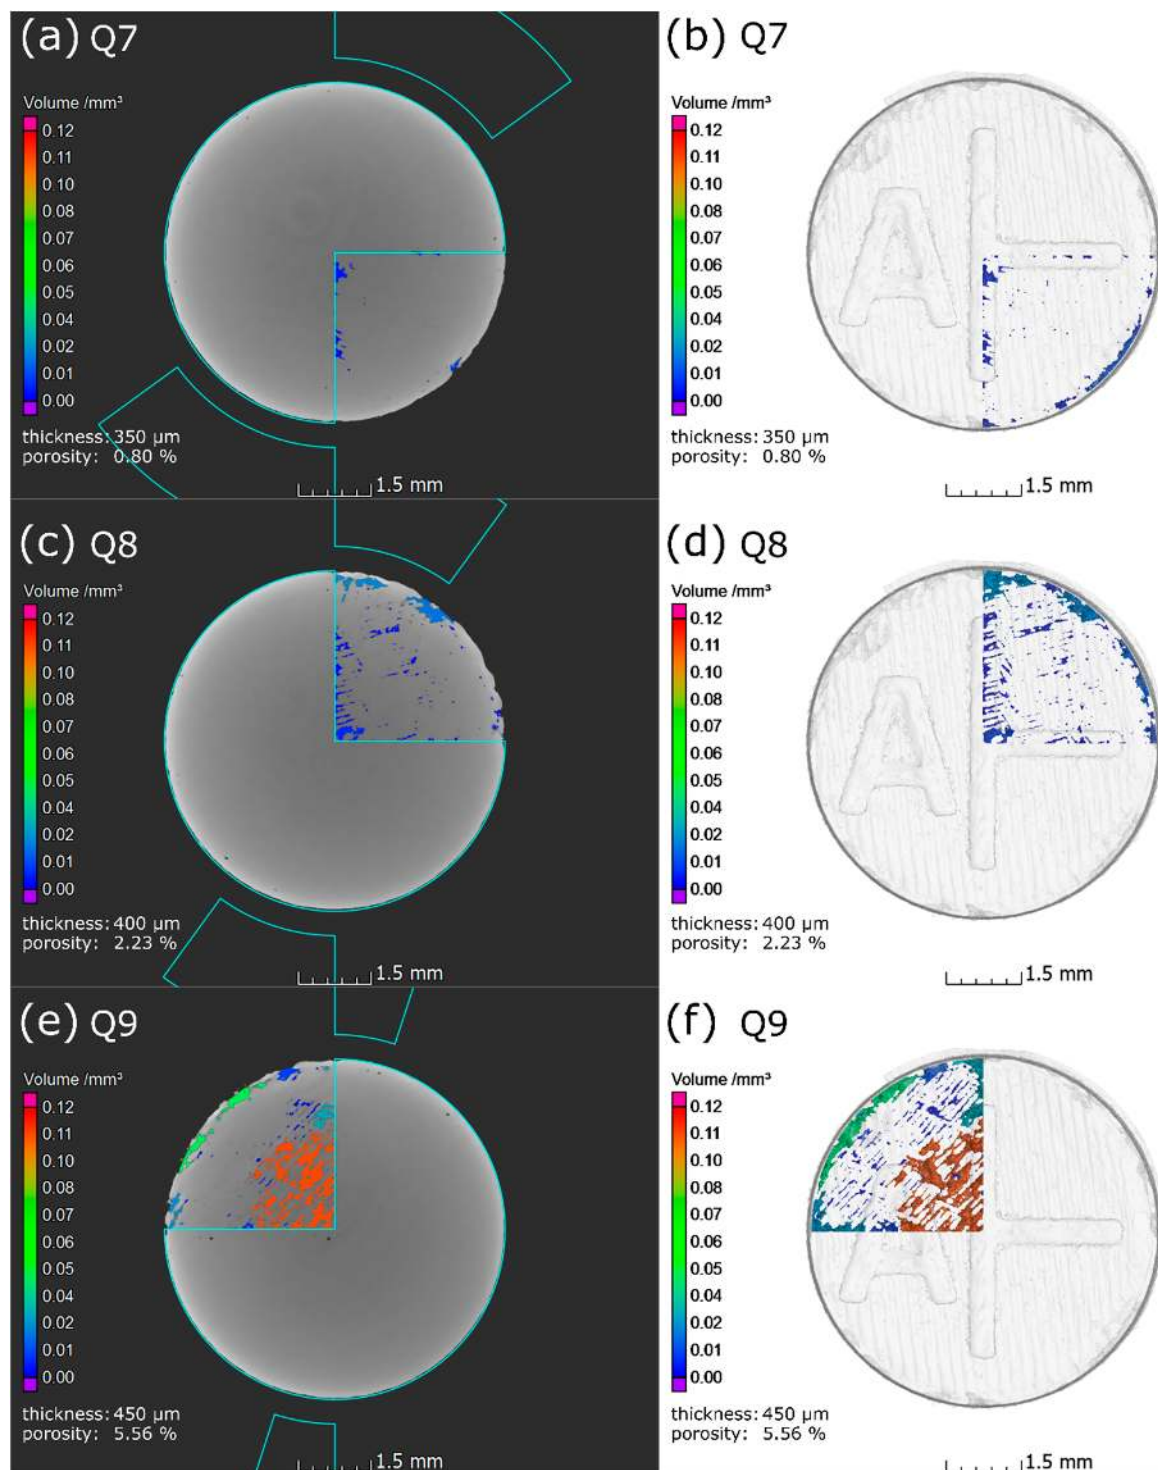 (a) Q7
Volume /mm³
0.12
0.11
0.10
0.08
0.07
0.06
0.05
0.04
0.02
0.01
0.00
thickness: 350 µm
porosity: 0.80 %
1.5 mm
(b) Q7
Volume /mm³
0.12
0.11
0.10
0.08
0.07
0.06
0.05
0.04
0.02
0.01
0.00
A
thickness: 350 µm
porosity: 0.80 %
1.5 mm
(c) Q8
Volume /mm³
0.12
0.11
0.10
0.08
0.07
0.06
0.05
0.04
0.02
0.01
0.00
thickness: 400 µm
porosity: 2.23 %
1.5 mm
(d) Q8
Volume /mm³
0.12
0.11
0.10
0.08
0.07
0.06
0.05
0.04
0.02
0.01
0.00
A
thickness: 400 µm
porosity: 2.23 %
1.5 mm
(e) Q9
Volume /mm³
0.12
0.11
0.10
0.08
0.07
0.06
0.05
0.04
0.02
0.01
0.00
thickness: 450 µm
porosity: 5.56 %
1.5 mm
(f) Q9
Volume /mm³
0.12
0.11
0.10
0.08
0.07
0.06
0.05
0.04
0.02
0.01
0.00
A
thickness: 450 µm
porosity: 5.56 %
1.5 mm